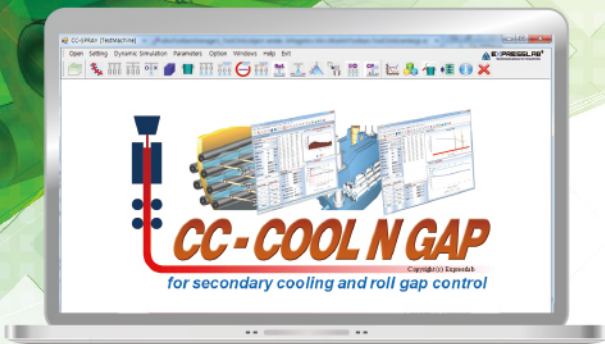 CC-SPRAY [TestMachine]
Open Setting Dynamic Simulation Parameters Option Windows Help Exit
EXPRESSLAB
CC-COOL N GAP
Copyright(c) Expresslab
for secondary cooling and roll gap control